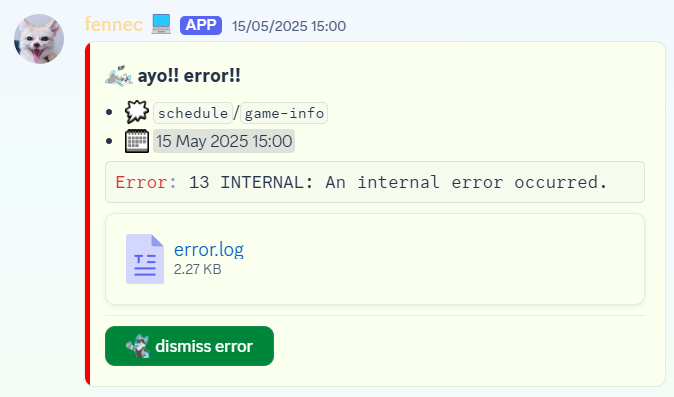 fennec APP 15/05/2025 15:00
ayo!! error!!
schedule/game-info
15 May 2025 15:00
Error: 13 INTERNAL: An internal error occurred.
error.log
2.27 KB
dismiss error